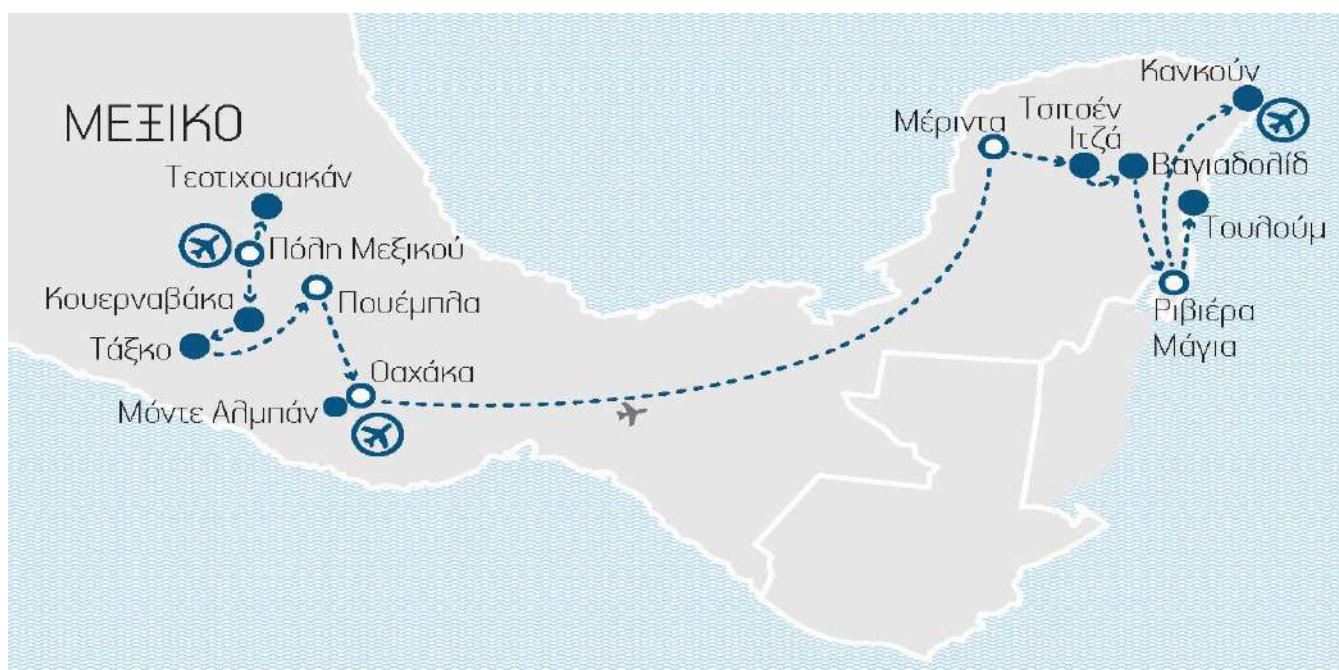 ΜΕΞΙΚΟ
Τεοτιχουακάν
Πόλη Μεξικού
Κουερναβάκα
Τάξκο
Πουέμπλα
Οαχάκα
Μόντε Αλμπάν
Μέριντα
Τσιτσέν
Ιτζά
Κανκούν
Βαγιαδολίδ
Τουλούμ
Ριβιέρα
Μάγια